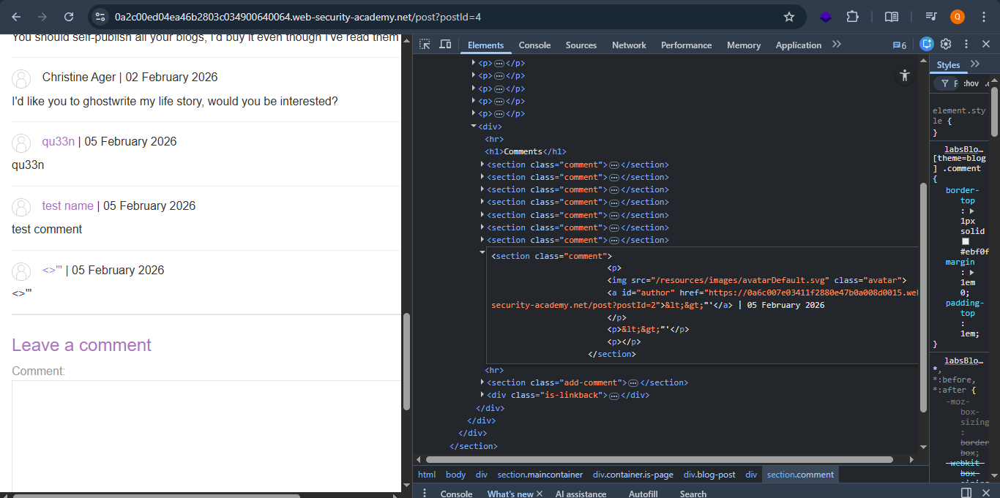 0a2c00ed04ea46b2803c034900640064.web-security-academy.net/post?postId=4
Q
You should self-publish all your blogs, I'd buy it even though I've read them
Christine Ager | 02 February 2026
I'd like you to ghostwrite my life story, would you be interested?
qu33n | 05 February 2026
qu33n
test name | 05 February 2026
test comment
<>"' | 05 February 2026
<>"'
Leave a comment
Comment:
Elements Console Sources Network Performance Memory Application 6
<p>…</p>
<p>…</p>
<p>…</p>
<p>…</p>
<p>…</p>
<div>
<hr>
<h1>Comments</h1>
<section class="comment">…</section>
<section class="comment">…</section>
<section class="comment">…</section>
<section class="comment">…</section>
<section class="comment">…</section>
<section class="comment">…</section>
<section class="comment">…</section>
<section class="comment">
<p>
<img src="/resources/images/avatarDefault.svg" class="avatar">
<a id="author" href="https://0a6c007e03411f2880e47b0a008d0015.we
security-academy.net/post?postId=2">&lt;&gt;"'</a> | 05 February 2026
</p>
<p>&lt;&gt;"'</p>
<p></p>
</section>
<hr>
<section class="add-comment">…</section>
<div class="is-linkback">…</div>
</div>
</div>
</div>
</section>
html body div section.maincontainer div.container.is-page div.blog-post div section.comment
Console What's new AI assistance Autofill Search
Styles
F :hov .c
element.sty
le {
}
labsBlo…
[theme=blog
] .comment
{
border-
top
:
1px
solid
#ebf0f
margin
:
1em
0;
padding-
top
:
1em;
}
labsBlo…
*,
*:before,
*:after {
-moz-
box-
sizing
:
border
box;
-webkit
box-